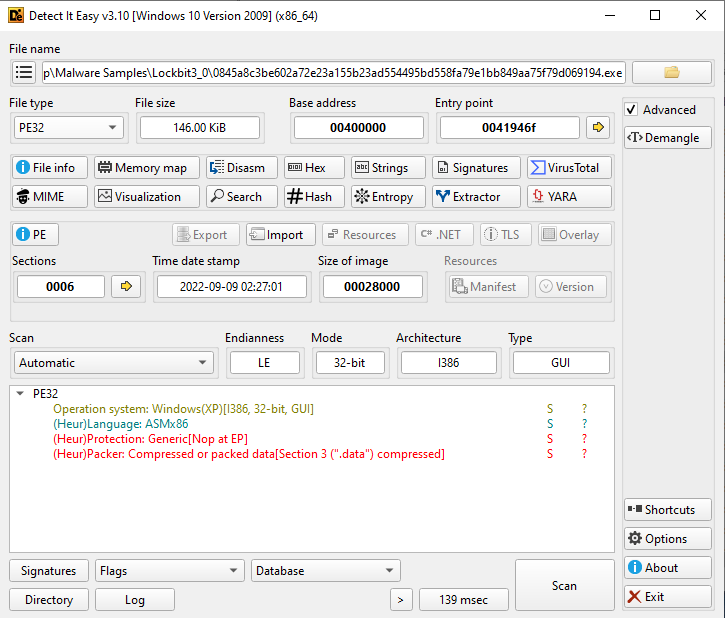 Detect It Easy v3.10 [Windows 10 Version 2009] (x86_64)
File name
p\Malware Samples\Lockbit3_0\0845a8c3be602a72e23a155b23ad554495bd558fa79e1bb849aa75f79d069194.exe
File type File size Base address Entry point Advanced
PE32 146.00 KiB 00400000 0041946f Demangle
File info Memory map Disasm Hex Strings Signatures VirusTotal
MIME Visualization Search Hash Entropy Extractor YARA
PE Export Import Resources .NET TLS Overlay
Sections Time date stamp Size of image Resources
0006 2022-09-09 02:27:01 00028000 Manifest Version
Scan Endianness Mode Architecture Type
Automatic LE 32-bit I386 GUI
PE32
Operation system: Windows(XP)[I386, 32-bit, GUI] S ?
(Heur)Language: ASMx86 S ?
(Heur)Protection: Generic[Nop at EP] S ?
(Heur)Packer: Compressed or packed data[Section 3 (".data") compressed] S ?
Shortcuts
Options
Signatures Flags Database Scan About
Directory Log > 139 msec Exit